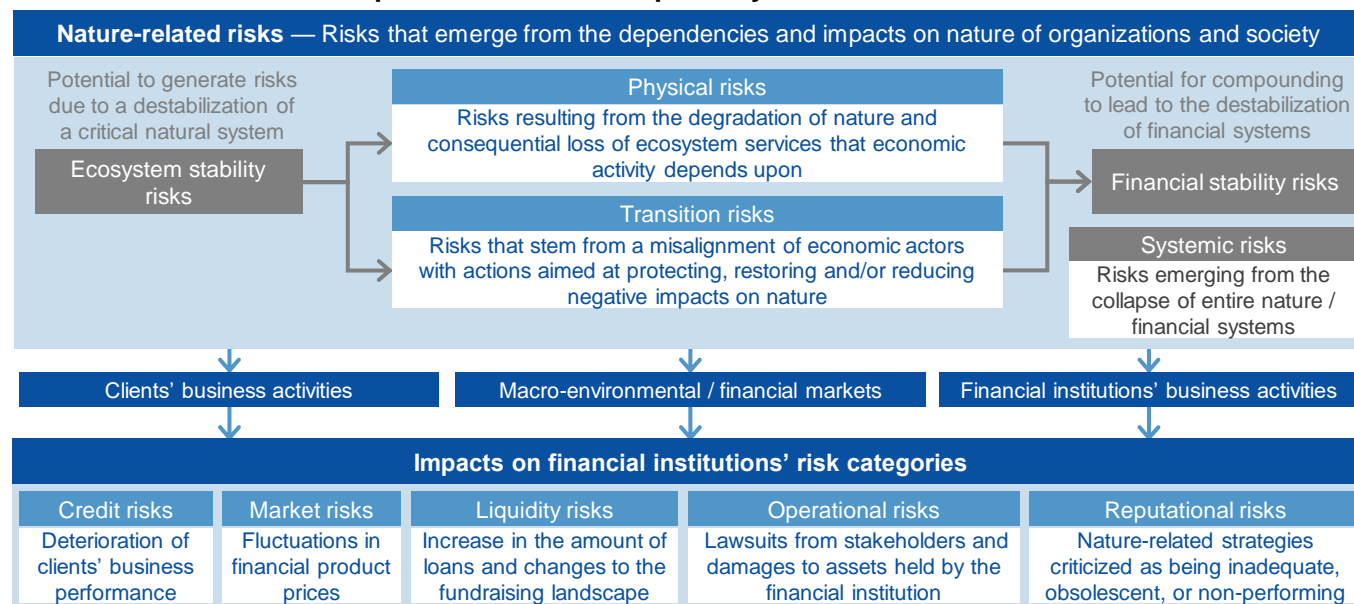 Nature-related risks — Risks that emerge from the dependencies and impacts on nature of organizations and society
Potential to generate risks
due to a destabilization of
a critical natural system
Ecosystem stability
risks
Physical risks
Risks resulting from the degradation of nature and
consequential loss of ecosystem services that economic
activity depends upon
Transition risks
Risks that stem from a misalignment of economic actors
with actions aimed at protecting, restoring and/or reducing
negative impacts on nature
Potential for compounding
to lead to the destabilization
of financial systems
Financial stability risks
Systemic risks
Risks emerging from the
collapse of entire nature /
financial systems
Clients’ business activities
Macro-environmental / financial markets
Financial institutions’ business activities
Impacts on financial institutions’ risk categories
Credit risks
Deterioration of
clients’ business
performance
Market risks
Fluctuations in
financial product
prices
Liquidity risks
Increase in the amount of
loans and changes to the
fundraising landscape
Operational risks
Lawsuits from stakeholders and
damages to assets held by the
financial institution
Reputational risks
Nature-related strategies
criticized as being inadequate,
obsolescent, or non-performing